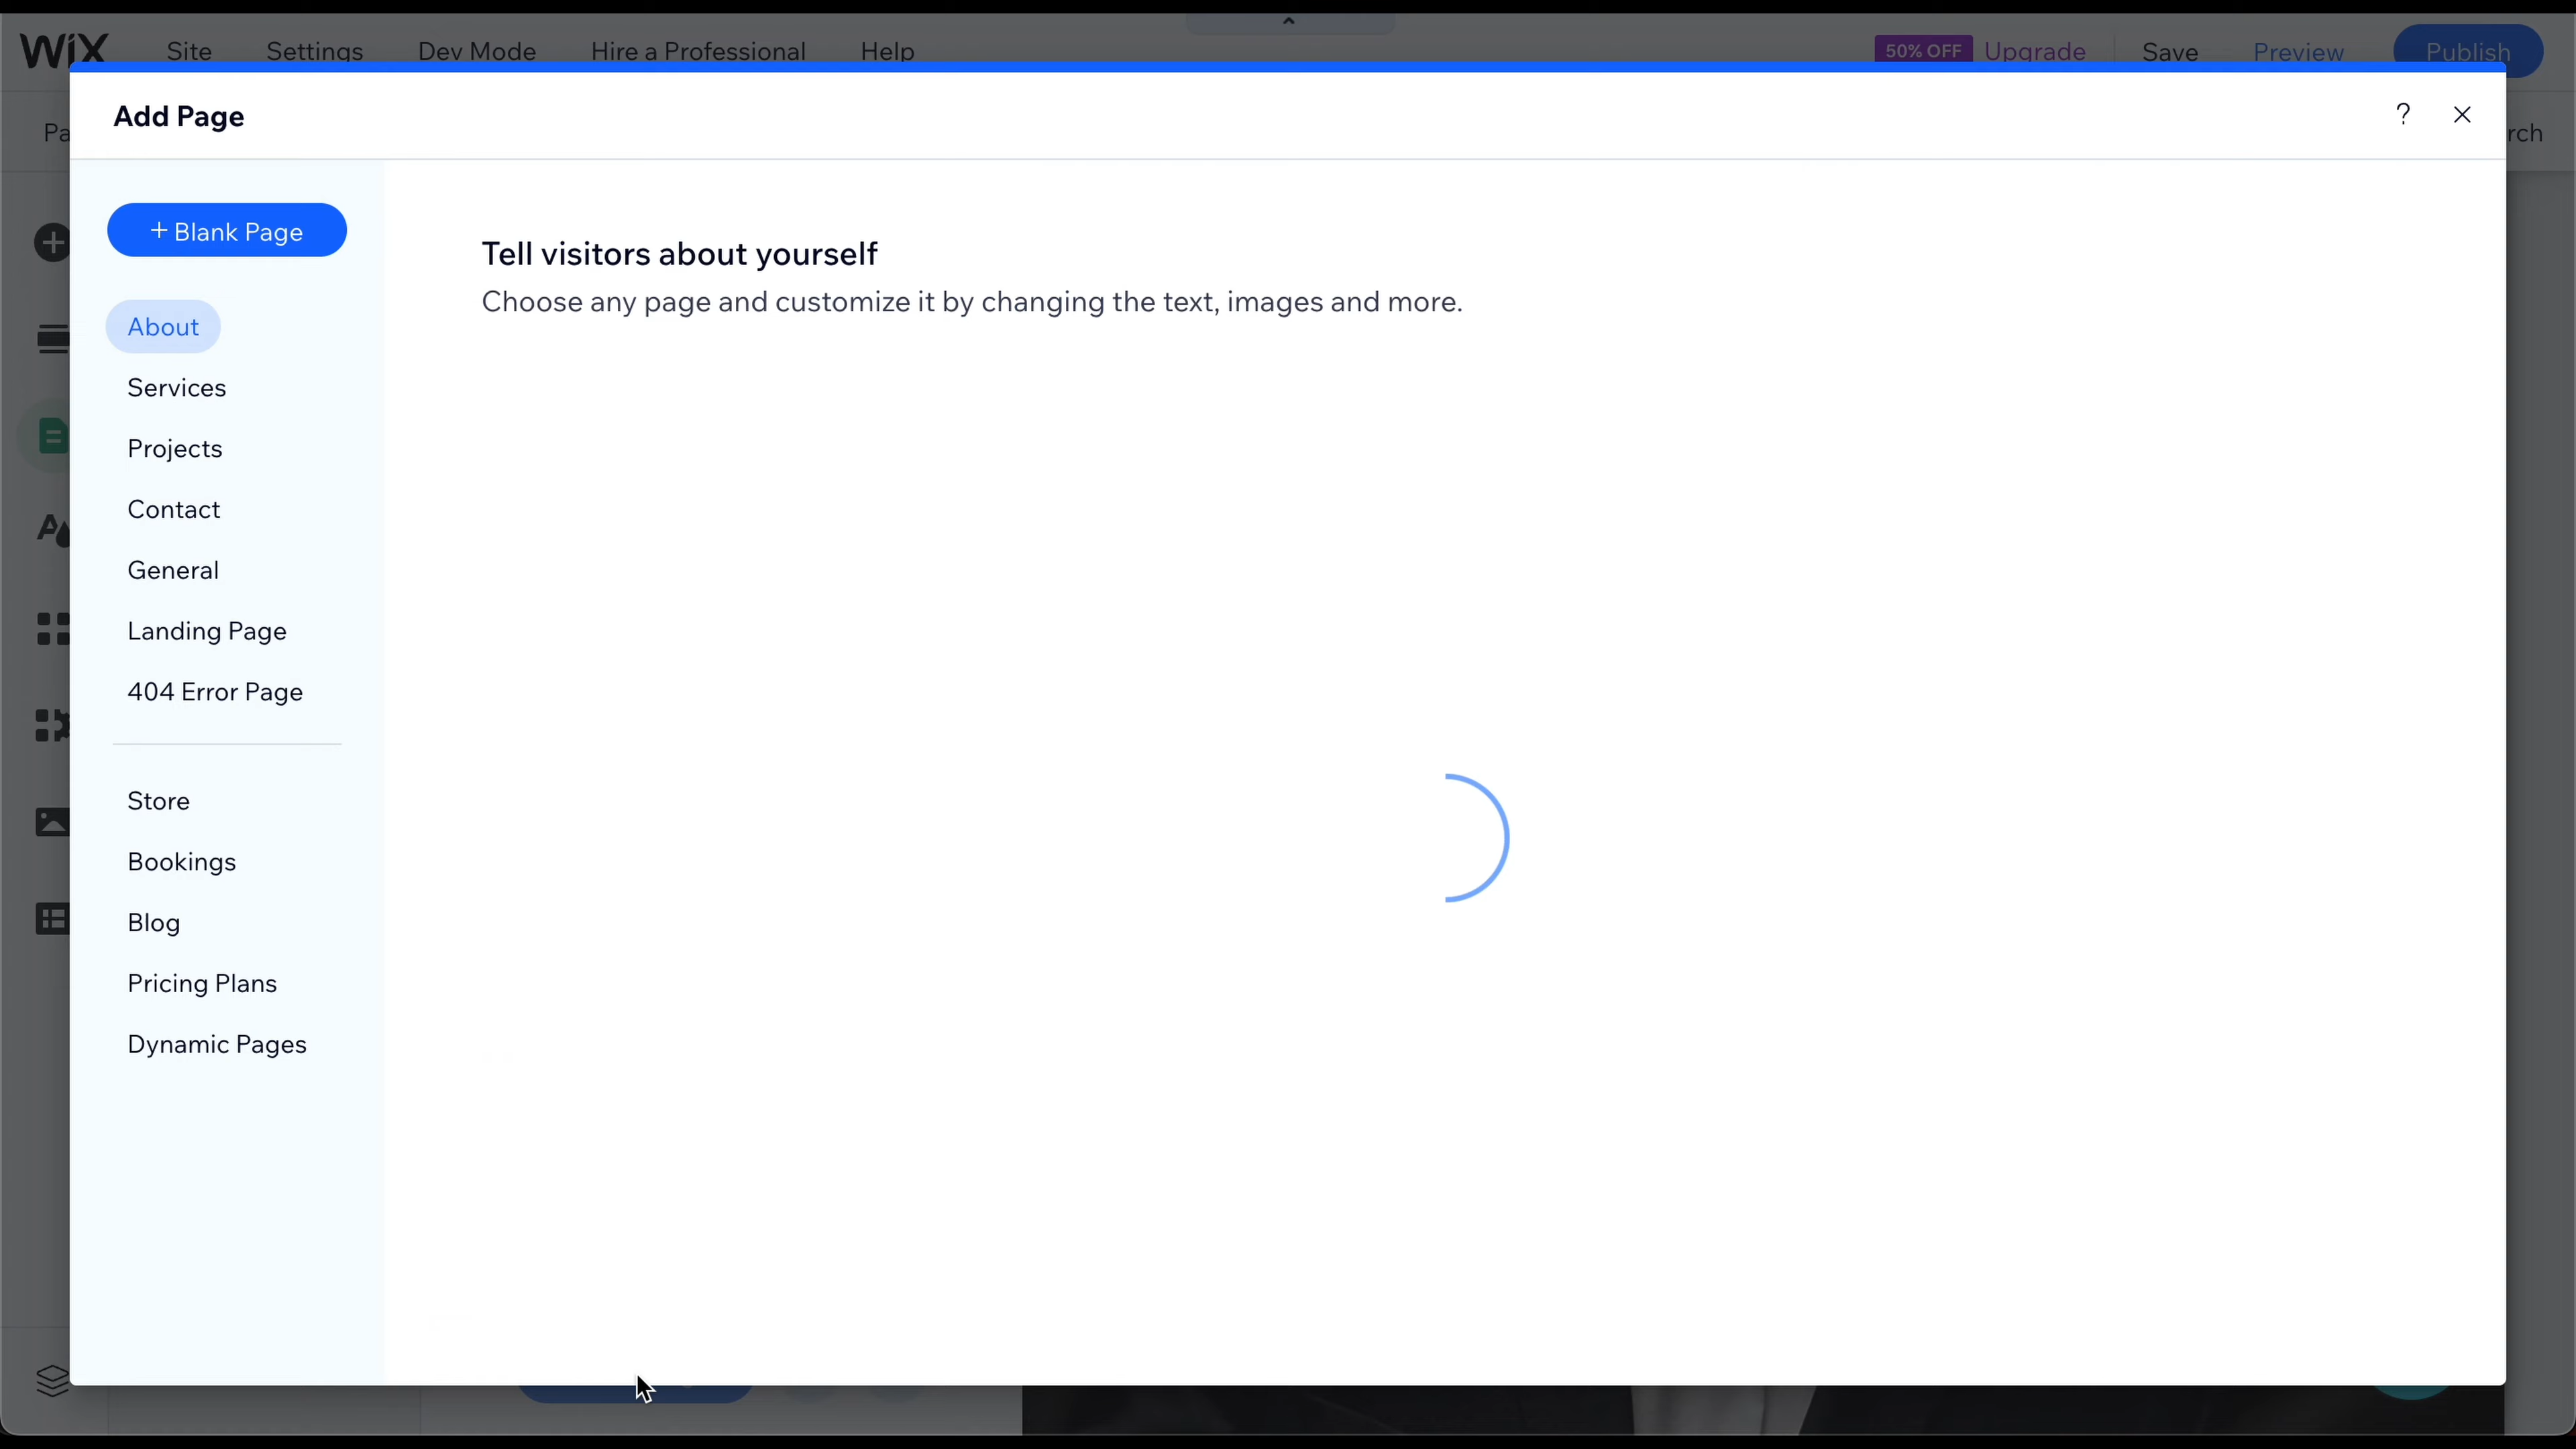 WiX Site Settings Dev Mode Hire a Professional Help 50% OFF Upgrade Save Preview Publish
Add Page ?
Pa
rch
+ Blank Page
About
Services
Projects
Contact
General
Landing Page
404 Error Page
Store
Bookings
Blog
Pricing Plans
Dynamic Pages
Tell visitors about yourself
Choose any page and customize it by changing the text, images and more.